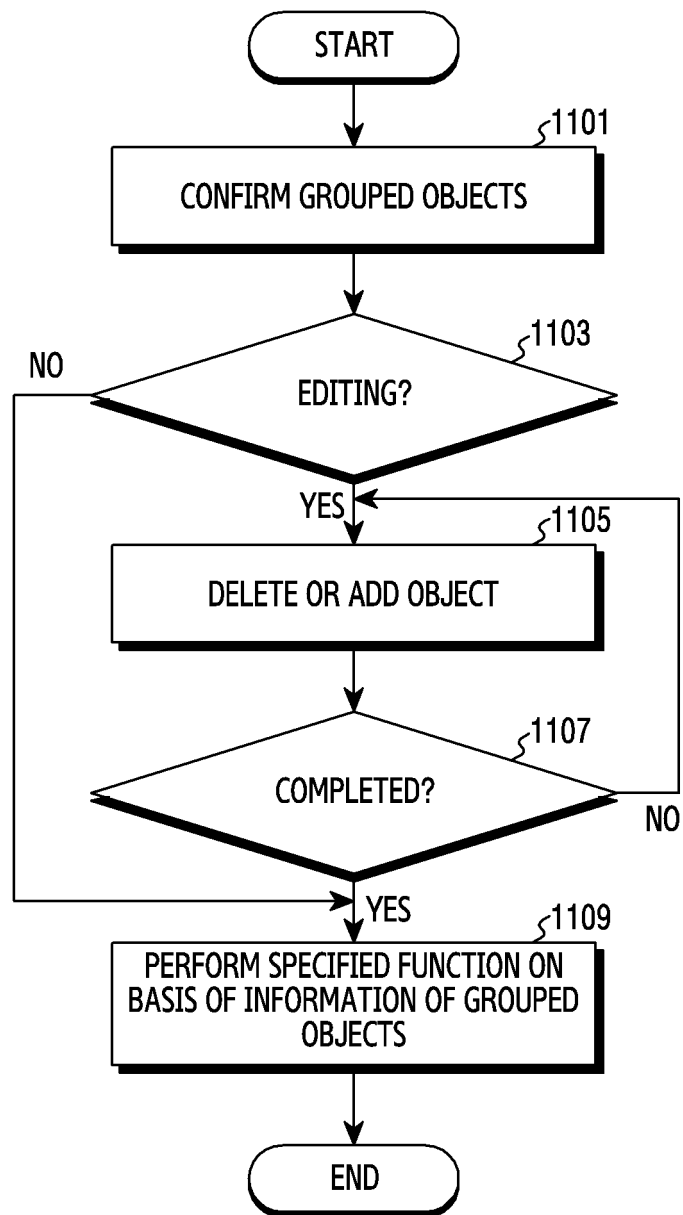 START
1101
CONFIRM GROUPED OBJECTS
1103
NO
EDITING?
YES
1105
DELETE OR ADD OBJECT
1107
COMPLETED?
NO
YES
1109
PERFORM SPECIFIED FUNCTION ON
BASIS OF INFORMATION OF GROUPED
OBJECTS
END